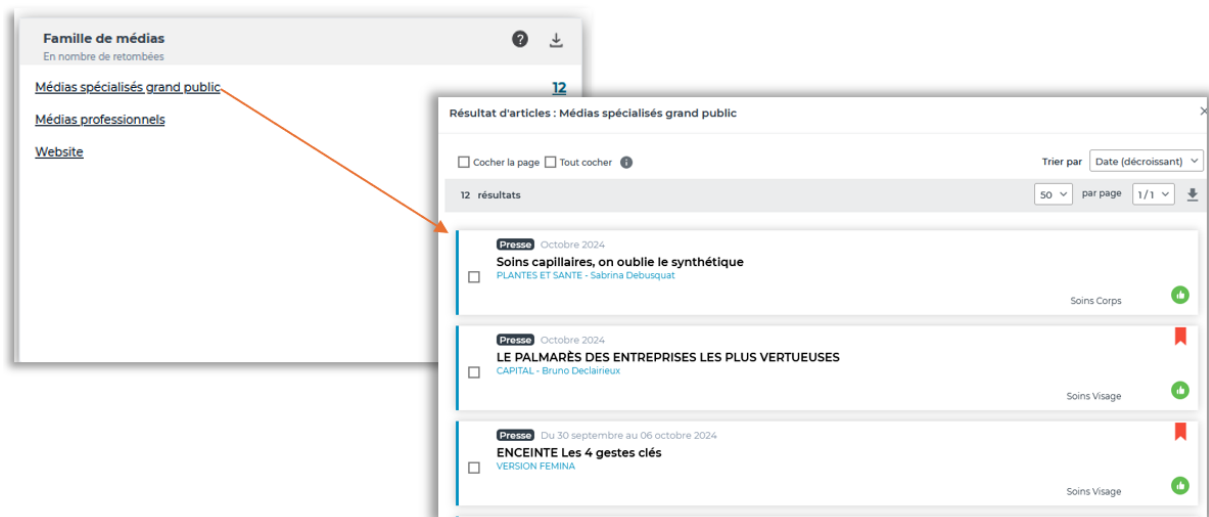 Famille de médias
En nombre de retombées
Médias spécialisés grand public 12
Médias professionnels
Website
Résultat d'articles : Médias spécialisés grand public
Cocher la page Tout cocher Trier par Date (décroissant)
12 résultats 50 par page 1/1
Presse Octobre 2024
Soins capillaires, on oublie le synthétique
PLANTES ET SANTE - Sabrina Debusquat
Soins Corps
Presse Octobre 2024
LE PALMARÈS DES ENTREPRISES LES PLUS VERTUEUSES
CAPITAL - Bruno Declairieux
Soins Visage
Presse Du 30 septembre au 06 octobre 2024
ENCEINTE Les 4 gestes clés
VERSION FEMINA
Soins Visage